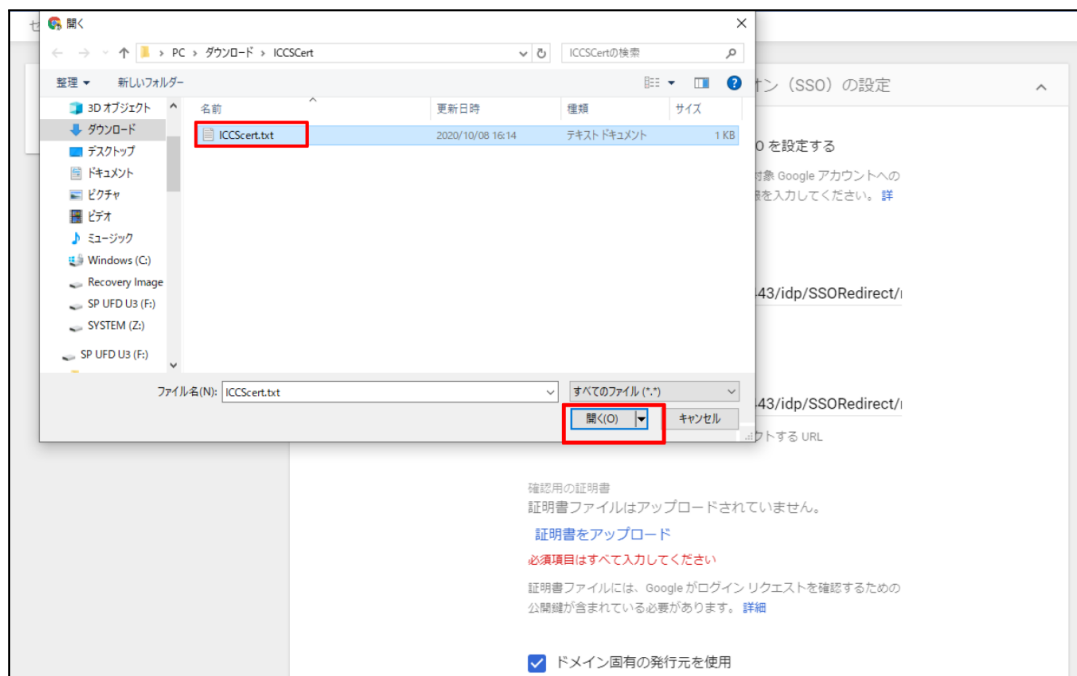 セ
開く
PC › ダウンロード › ICCSCert
ICCSCertの検索
整理
新しいフォルダー
名前
更新日時
種類
サイズ
ICCScert.txt
2020/10/08 16:14
テキスト ドキュメント
1 KB
3D オブジェクト
ダウンロード
デスクトップ
ドキュメント
ピクチャ
ビデオ
ミュージック
Windows (C:)
Recovery Image
SP UFD U3 (F:)
SYSTEM (Z:)
SP UFD U3 (F:)
ファイル名(N):
ICCScert.txt
すべてのファイル (*.*)
開く(O)
キャンセル
オン（SSO）の設定
O を設定する
対象 Google アカウントへの
を入力してください。 詳
443/idp/SSORedirect/
443/idp/SSORedirect/
クトする URL
確認用の証明書
証明書ファイルはアップロードされていません。
証明書をアップロード
必須項目はすべて入力してください
証明書ファイルには、Google がログイン リクエストを確認するための
公開鍵が含まれている必要があります。 詳細
ドメイン固有の発行元を使用